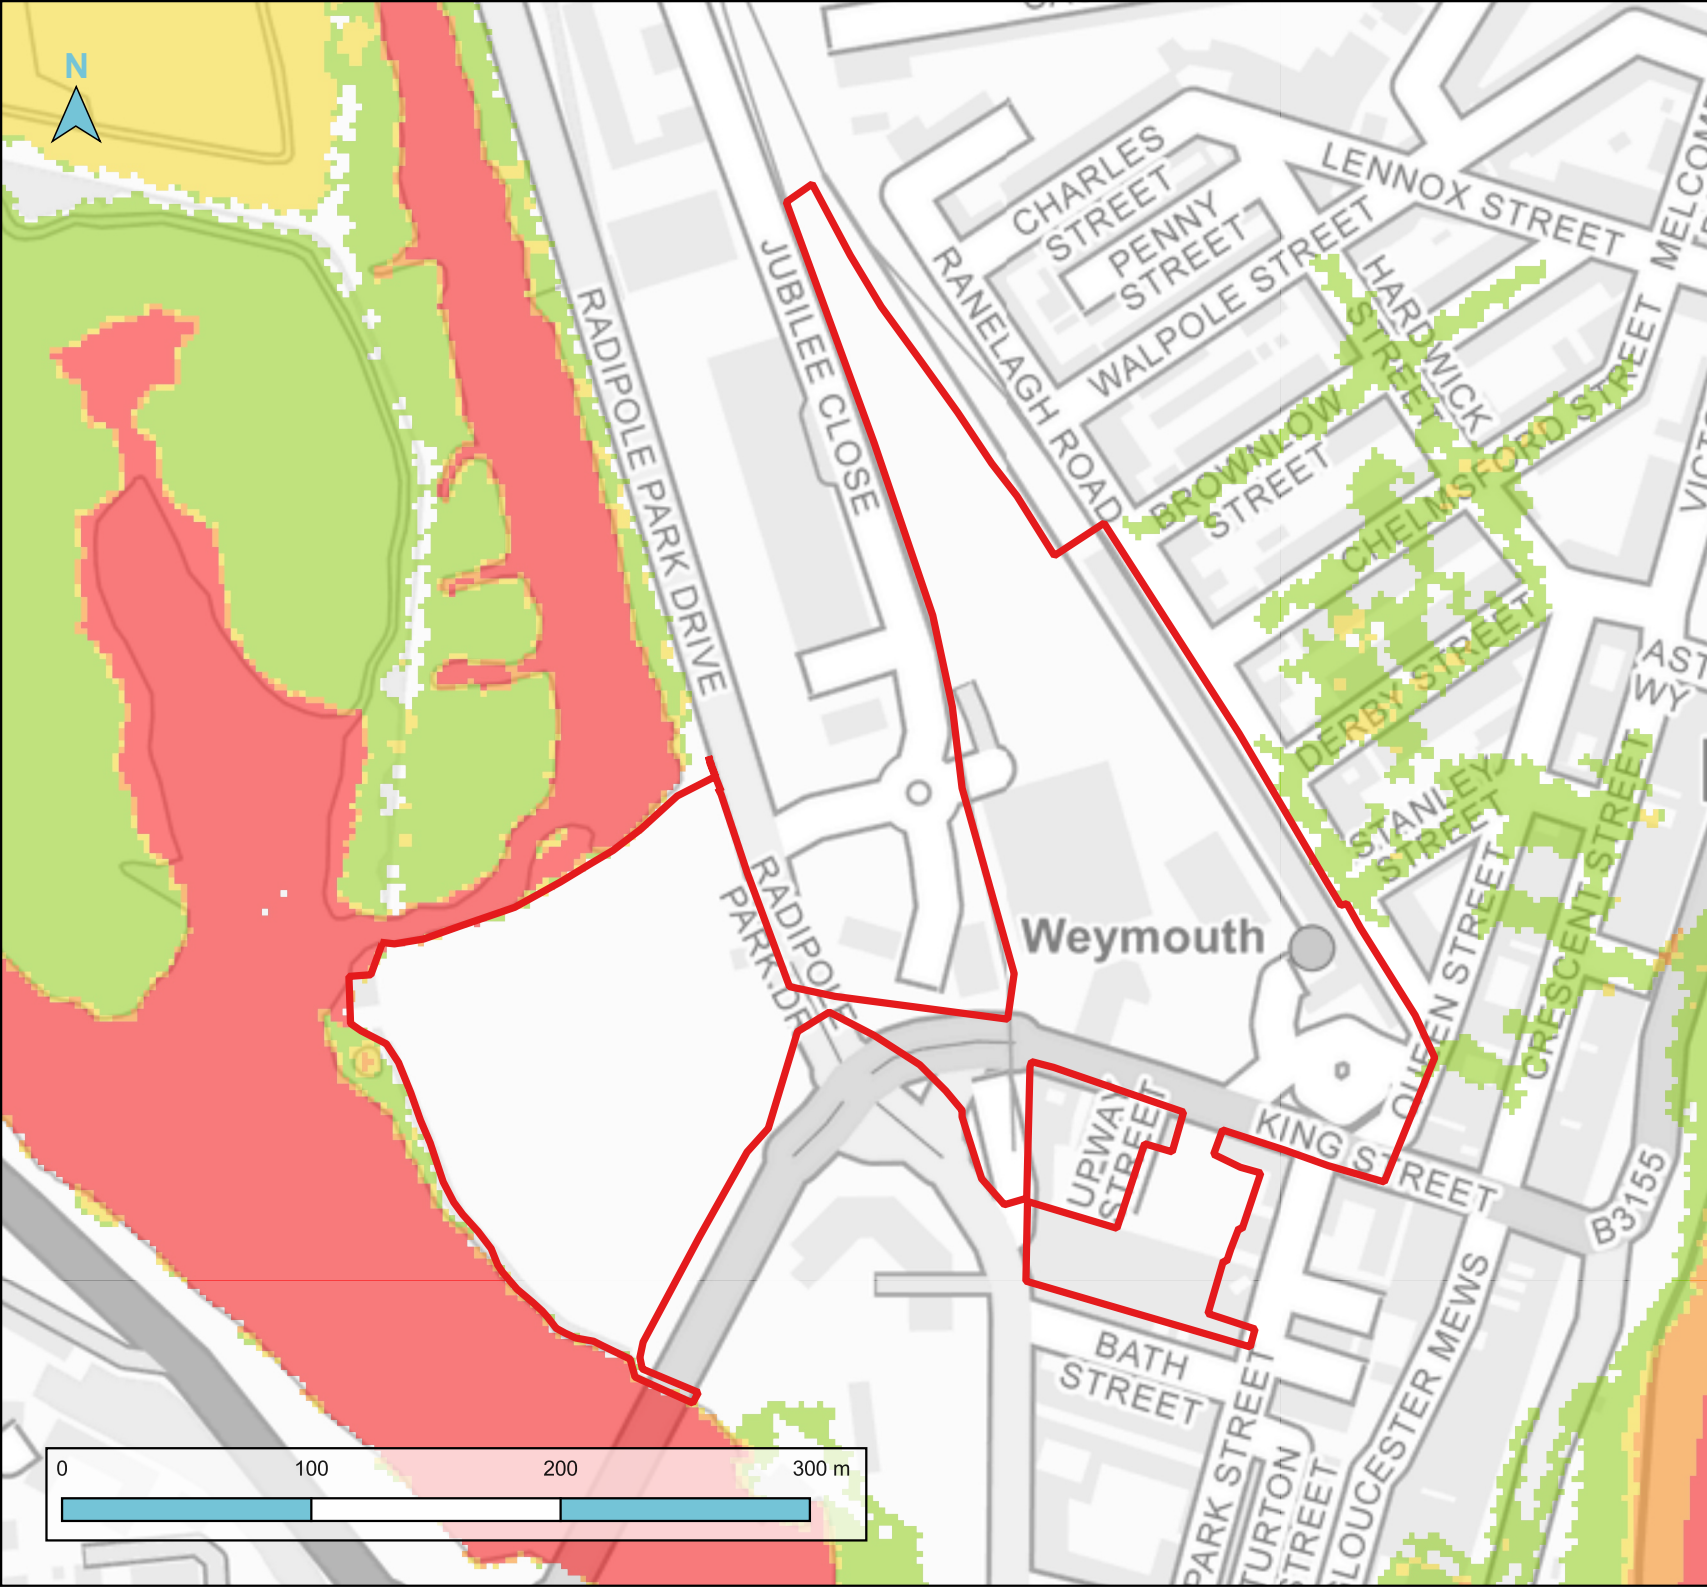 N
CHARLES
STREET
PENNY
STREET
LENNOX STREET
WALPOLE STREET
HARDWICK
STREET
RANELAGH ROAD
JUBILEE CLOSE
RADIPOLE PARK DRIVE
BROWNLOW
STREET
CHELMSFORD STREET
DERBY STREET
STANLEY
STREET
AST
WY
CRESCENT STREET
QUEEN STREET
RADIPOLE
PARK DR
Weymouth
UPWAY
STREET
KING STREET
B3155
BATH
STREET
PARK STREET
TURTON
STREET
GLOUCESTER MEWS
0 100 200 300 m